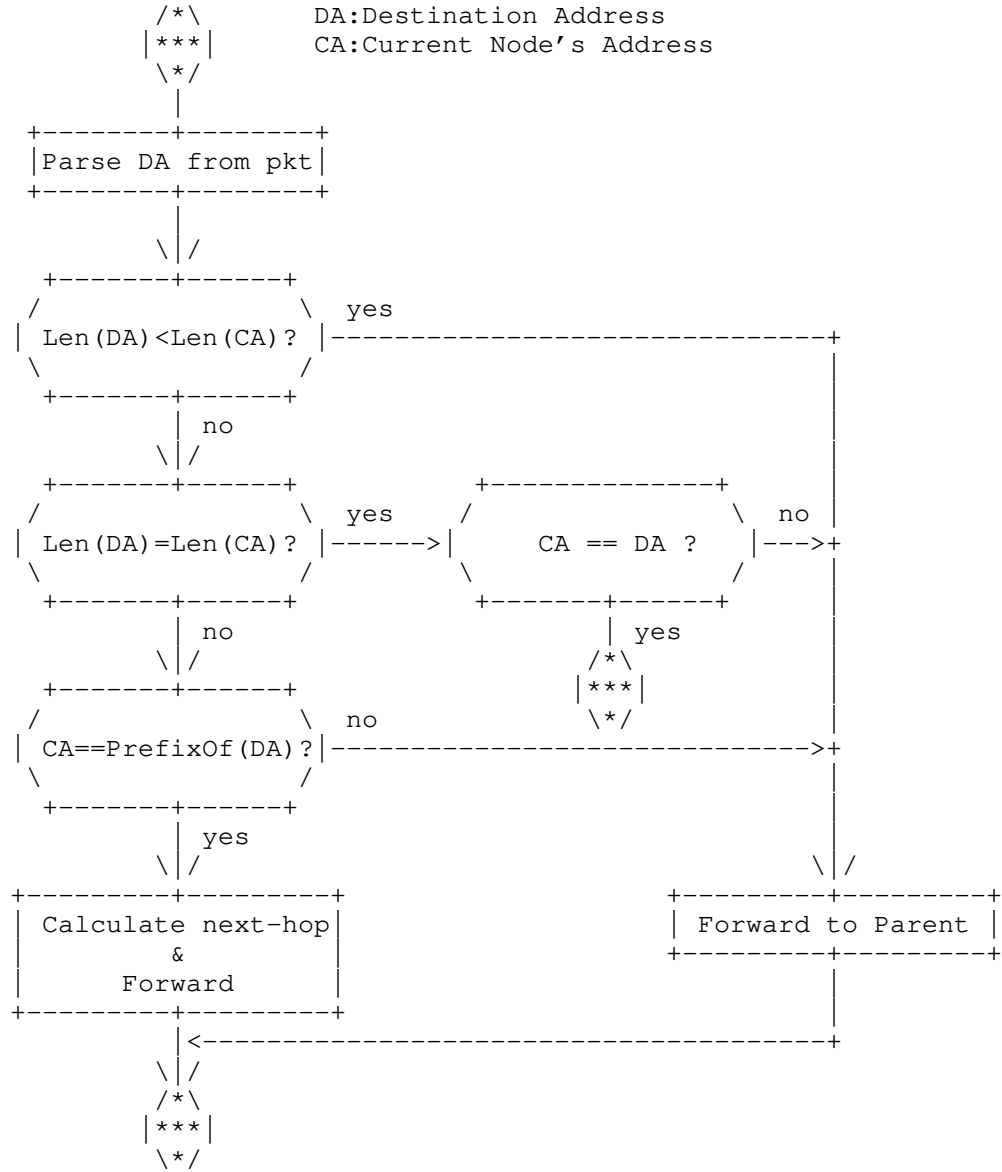 DA:Destination Address
CA:Current Node's Address
Parse DA from pkt
yes
Len(DA)<Len(CA)?
no
yes
no
Len(DA)=Len(CA)?
CA == DA ?
no
yes
no
CA==PrefixOf(DA)?
yes
Calculate next-hop
Forward to Parent
&
Forward